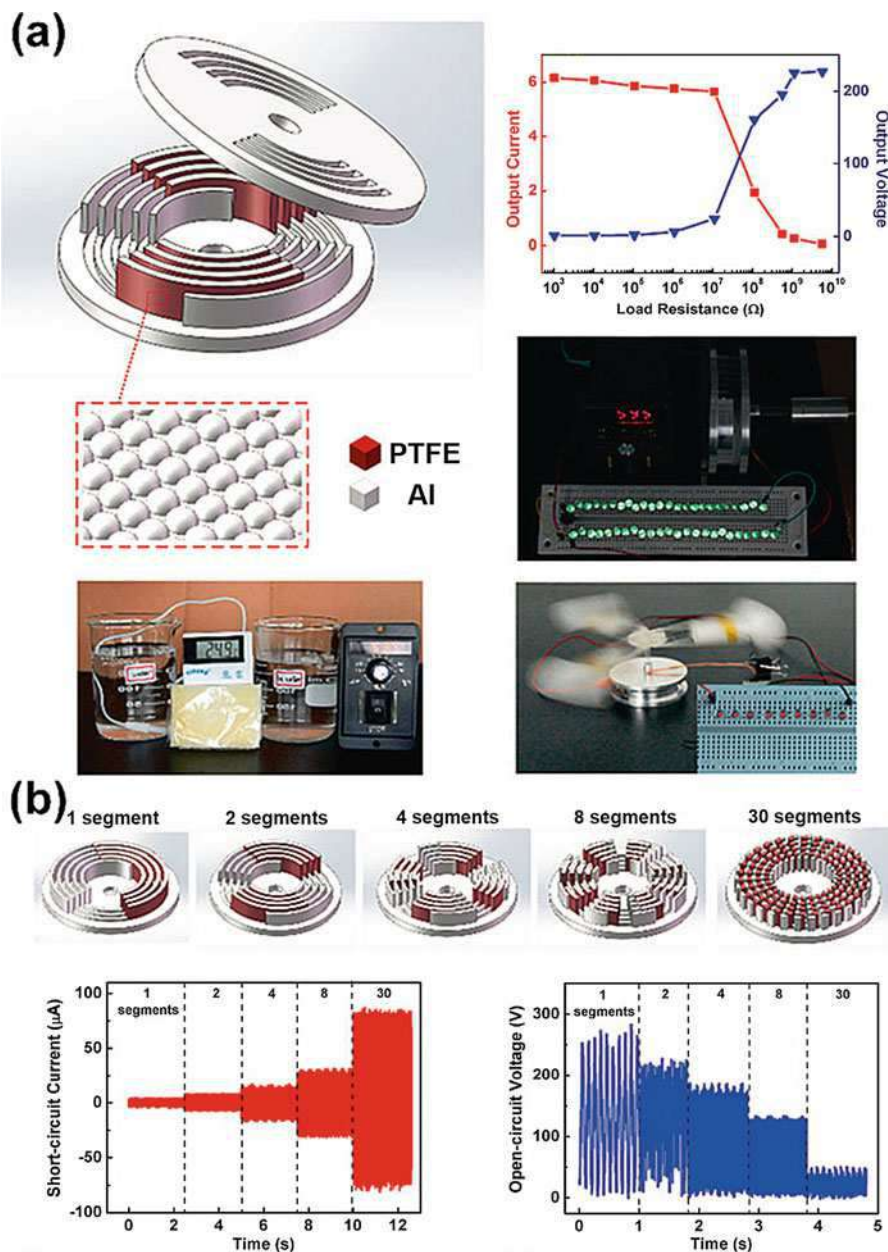 (a)
6
4
2
0
Output Current
200
100
0
Output Voltage
10³ 10⁴ 10⁵ 10⁶ 10⁷ 10⁸ 10⁹ 10¹⁰
Load Resistance (Ω)
PTFE
Al
(b)
1 segment 2 segments 4 segments 8 segments 30 segments
100
50
0
-50
-100
Short-circuit Current (μA)
1 2 4 8 30
segments
0 2 4 6 8 10 12
Time (s)
300
200
100
0
Open-circuit Voltage (V)
1 2 4 8 30
segments
0 1 2 3 4 5
Time (s)